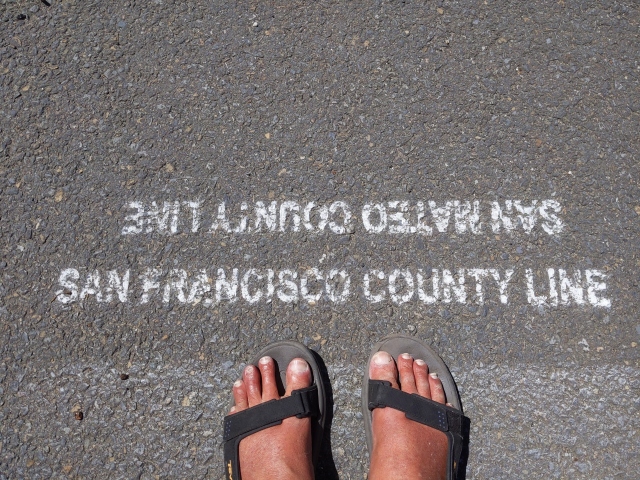 SAN MATEO COUNTY LINE
SAN FRANCISCO COUNTY LINE